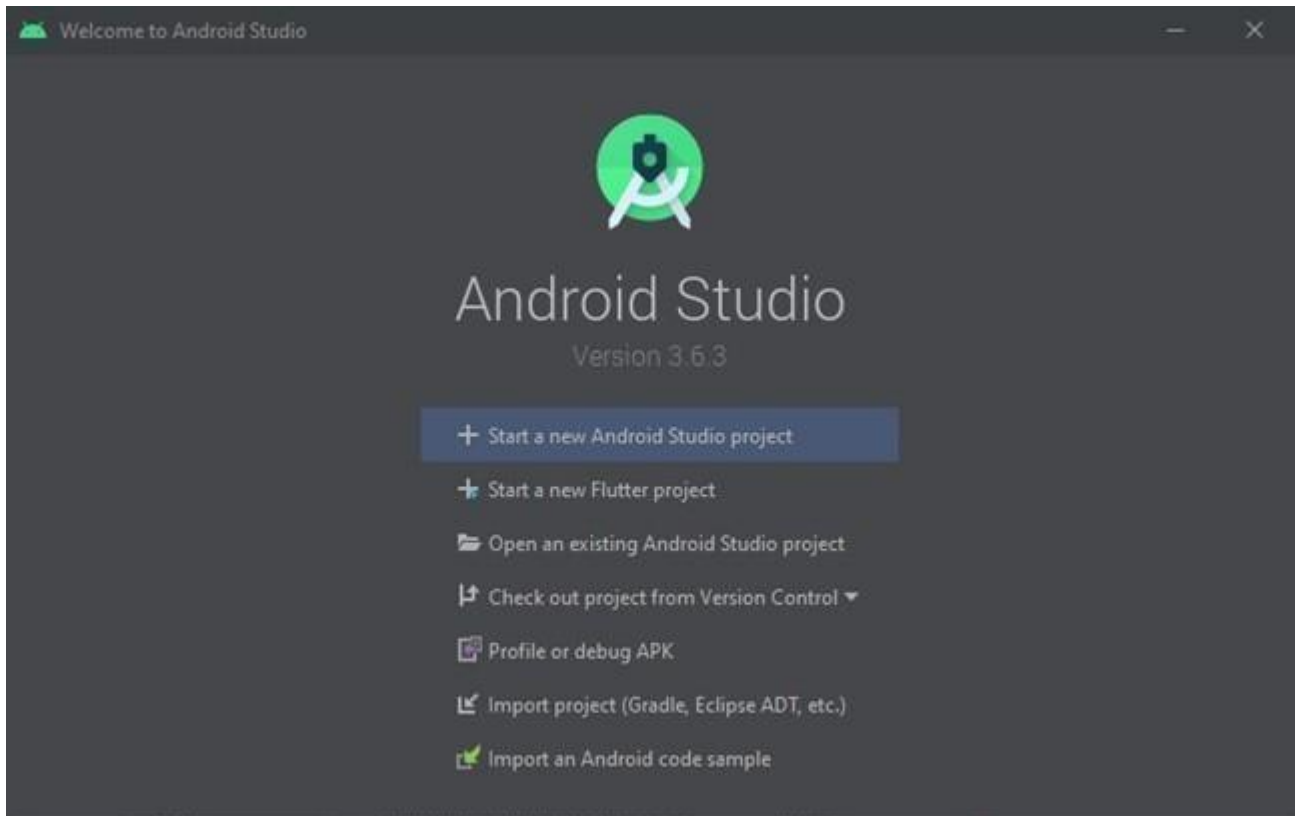 Welcome to Android Studio
Android Studio
Version 3.6.3
Start a new Android Studio project
Start a new Flutter project
Open an existing Android Studio project
Check out project from Version Control
Profile or debug APK
Import project (Gradle, Eclipse ADT, etc.)
Import an Android code sample